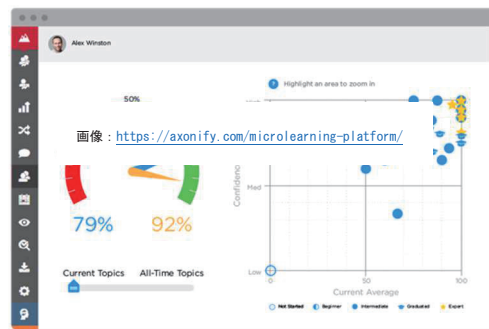 Alex Winston
Highlight an area to zoom in
50%
画像：https://axonify.com/microlearning-platform/
Confidenc
Med
79%
92%
Low
0
50
100
Current Topics
All-Time Topics
Current Average
Not Started
Beginner
Intermediate
Graduated
Expert